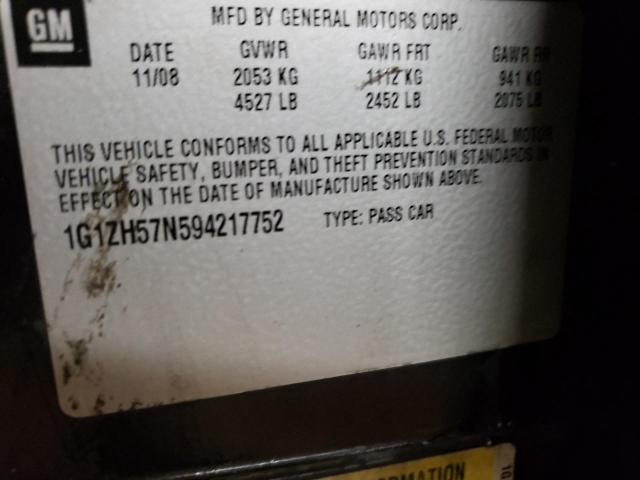 GM
MFD BY GENERAL MOTORS CORP.
DATE GVWR GAWR FRT GAWR RR
11/08 2053 KG 1112 KG 941 KG
4527 LB 2452 LB 2075 LB
THIS VEHICLE CONFORMS TO ALL APPLICABLE U.S. FEDERAL MOTOR
VEHICLE SAFETY, BUMPER, AND THEFT PREVENTION STANDARDS IN
EFFECT ON THE DATE OF MANUFACTURE SHOWN ABOVE.
1G1ZH57N594217752 TYPE: PASS CAR